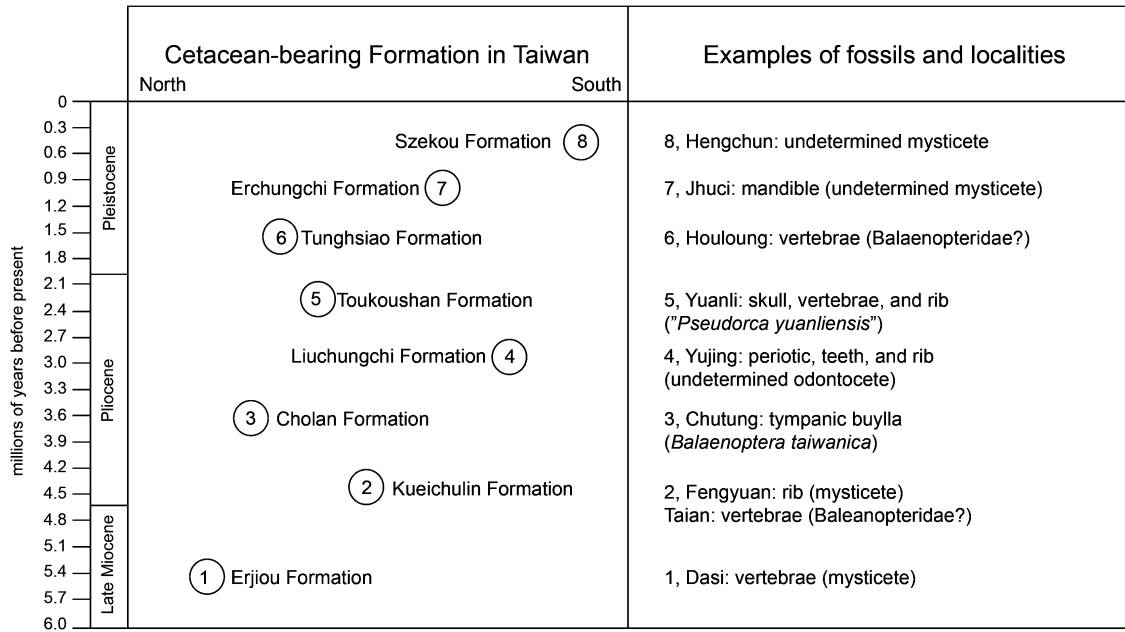 Cetacean-bearing Formation in Taiwan
North
South
Examples of fossils and localities
millions of years before present
0
0.3
0.6
0.9
1.2
1.5
1.8
2.1
2.4
2.7
3.0
3.3
3.6
3.9
4.2
4.5
4.8
5.1
5.4
5.7
6.0
Pleistocene
Pliocene
Late Miocene
Szekou Formation 8
Erchungchi Formation 7
6 Tunghsiao Formation
5 Toukoushan Formation
Liuchungchi Formation 4
3 Cholan Formation
2 Kueichulin Formation
1 Erjiou Formation
8, Hengchun: undetermined mysticete
7, Jhuci: mandible (undetermined mysticete)
6, Houloung: vertebrae (Balaenopteridae?)
5, Yuanli: skull, vertebrae, and rib
("Pseudorca yuanliensis")
4, Yujing: periotic, teeth, and rib
(undetermined odontocete)
3, Chutung: tympanic buylla
(Balaenoptera taiwanica)
2, Fengyuan: rib (mysticete)
Taian: vertebrae (Baleanopteridae?)
1, Dasi: vertebrae (mysticete)